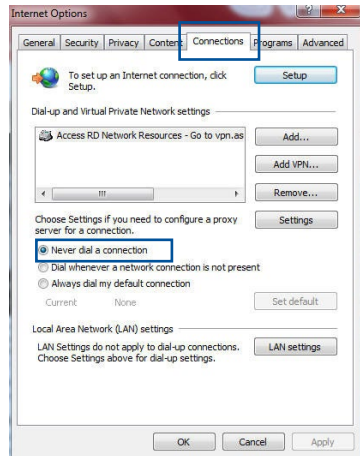 Internet Options
General Security Privacy Content Connections Programs Advanced
To set up an Internet connection, click
Setup.
Setup
Dial-up and Virtual Private Network settings
Access RD Network Resources - Go to vpn.as
Add...
Add VPN...
Remove...
Choose Settings if you need to configure a proxy
server for a connection.
Settings
Never dial a connection
Dial whenever a network connection is not present
Always dial my default connection
Current None
Set default
Local Area Network (LAN) settings
LAN Settings do not apply to dial-up connections.
Choose Settings above for dial-up settings.
LAN settings
OK Cancel Apply